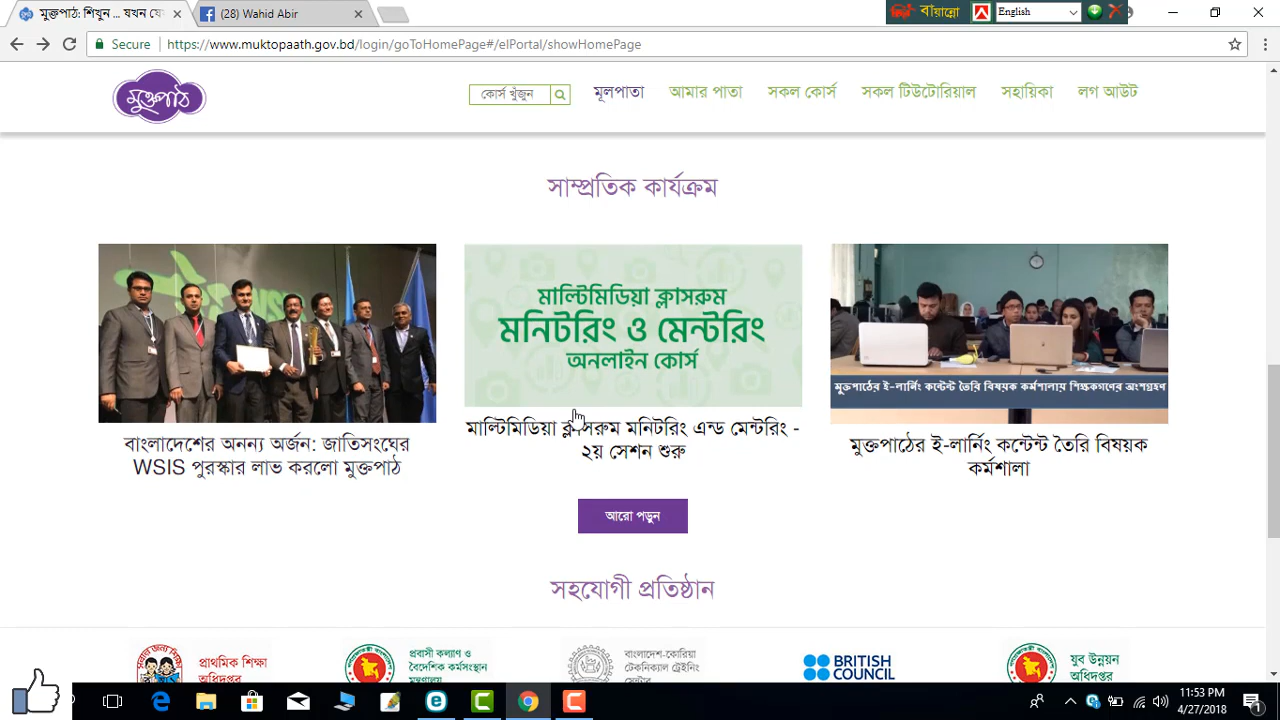 মুক্তপাঠ: শিখুন ... যখন যে
(28) Wahid Abir
বায়ান্নো
English
Secure
https://www.muktopaath.gov.bd/login/goToHomePage#/elPortal/showHomePage
মুক্তপাঠ
কোর্স খুঁজুন
মূলপাতা
আমার পাতা
সকল কোর্স
সকল টিউটোরিয়াল
সহায়িকা
লগ আউট
সাম্প্রতিক কার্যক্রম
মাল্টিমিডিয়া ক্লাসরুম
মনিটরিং ও মেন্টরিং
অনলাইন কোর্স
মুক্তপাঠের ই-লার্নিং কন্টেন্ট তৈরি বিষয়ক কর্মশালায় শিক্ষকগণের অংশগ্রহণ
বাংলাদেশের অনন্য অর্জন: জাতিসংঘের
WSIS পুরস্কার লাভ করলো মুক্তপাঠ
মাল্টিমিডিয়া ক্লাসরুম মনিটরিং এন্ড মেন্টরিং -
২য় সেশন শুরু
মুক্তপাঠের ই-লার্নিং কন্টেন্ট তৈরি বিষয়ক
কর্মশালা
আরো পড়ুন
সহযোগী প্রতিষ্ঠান
প্রাথমিক শিক্ষা
অধিদপ্তর
প্রবাসী কল্যাণ ও
বৈদেশিক কর্মসংস্থান
মন্ত্রণালয়
বাংলাদেশ-কোরিয়া
টেকনিক্যাল ট্রেইনিং
সেন্টার
BRITISH
COUNCIL
যুব উন্নয়ন
অধিদপ্তর
11:53 PM
4/27/2018